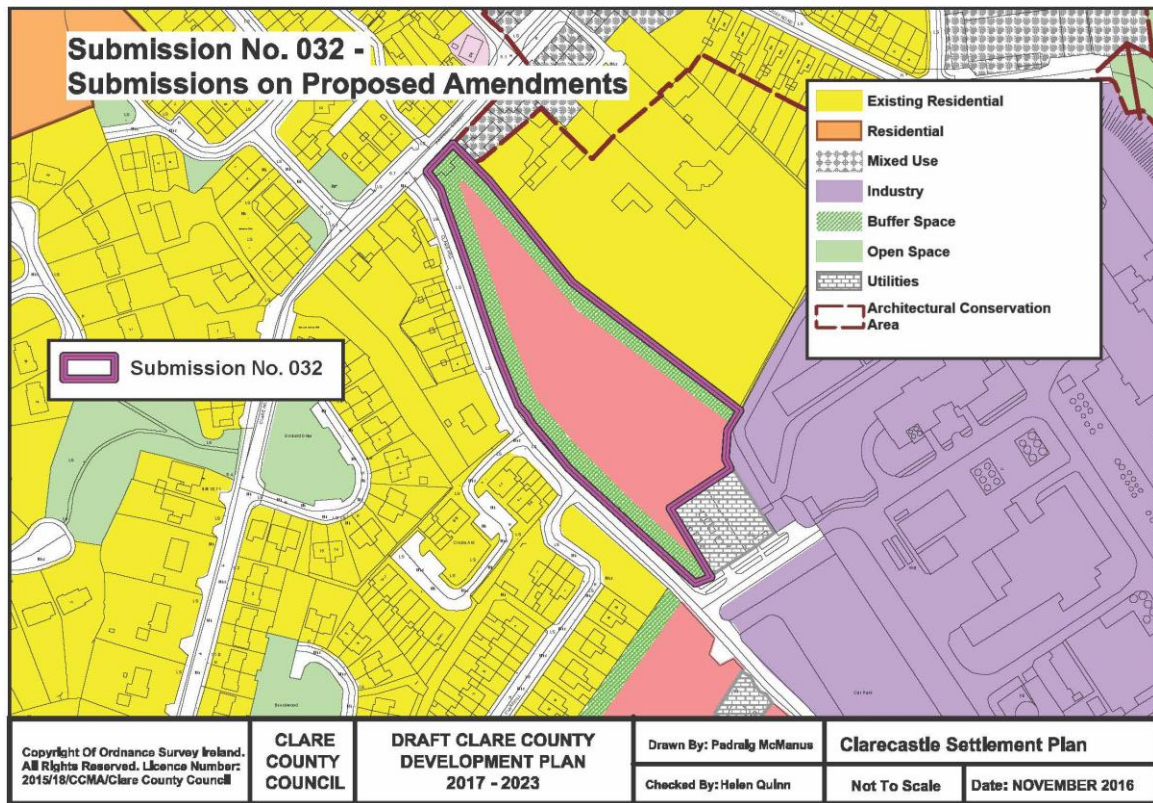 Submission No. 032 -
Submissions on Proposed Amendments
Existing Residential
Residential
Mixed Use
Industry
Buffer Space
Open Space
Utilities
Architectural Conservation
Area
Submission No. 032
Car Park
Copyright Of Ordnance Survey Ireland.
All Rights Reserved. Licence Number:
2015/18/CCMA/Clare County Council
CLARE
COUNTY
COUNCIL
DRAFT CLARE COUNTY
DEVELOPMENT PLAN
2017 - 2023
Drawn By: Padraig McManus
Checked By: Helen Quinn
Clarecastle Settlement Plan
Not To Scale
Date: NOVEMBER 2016